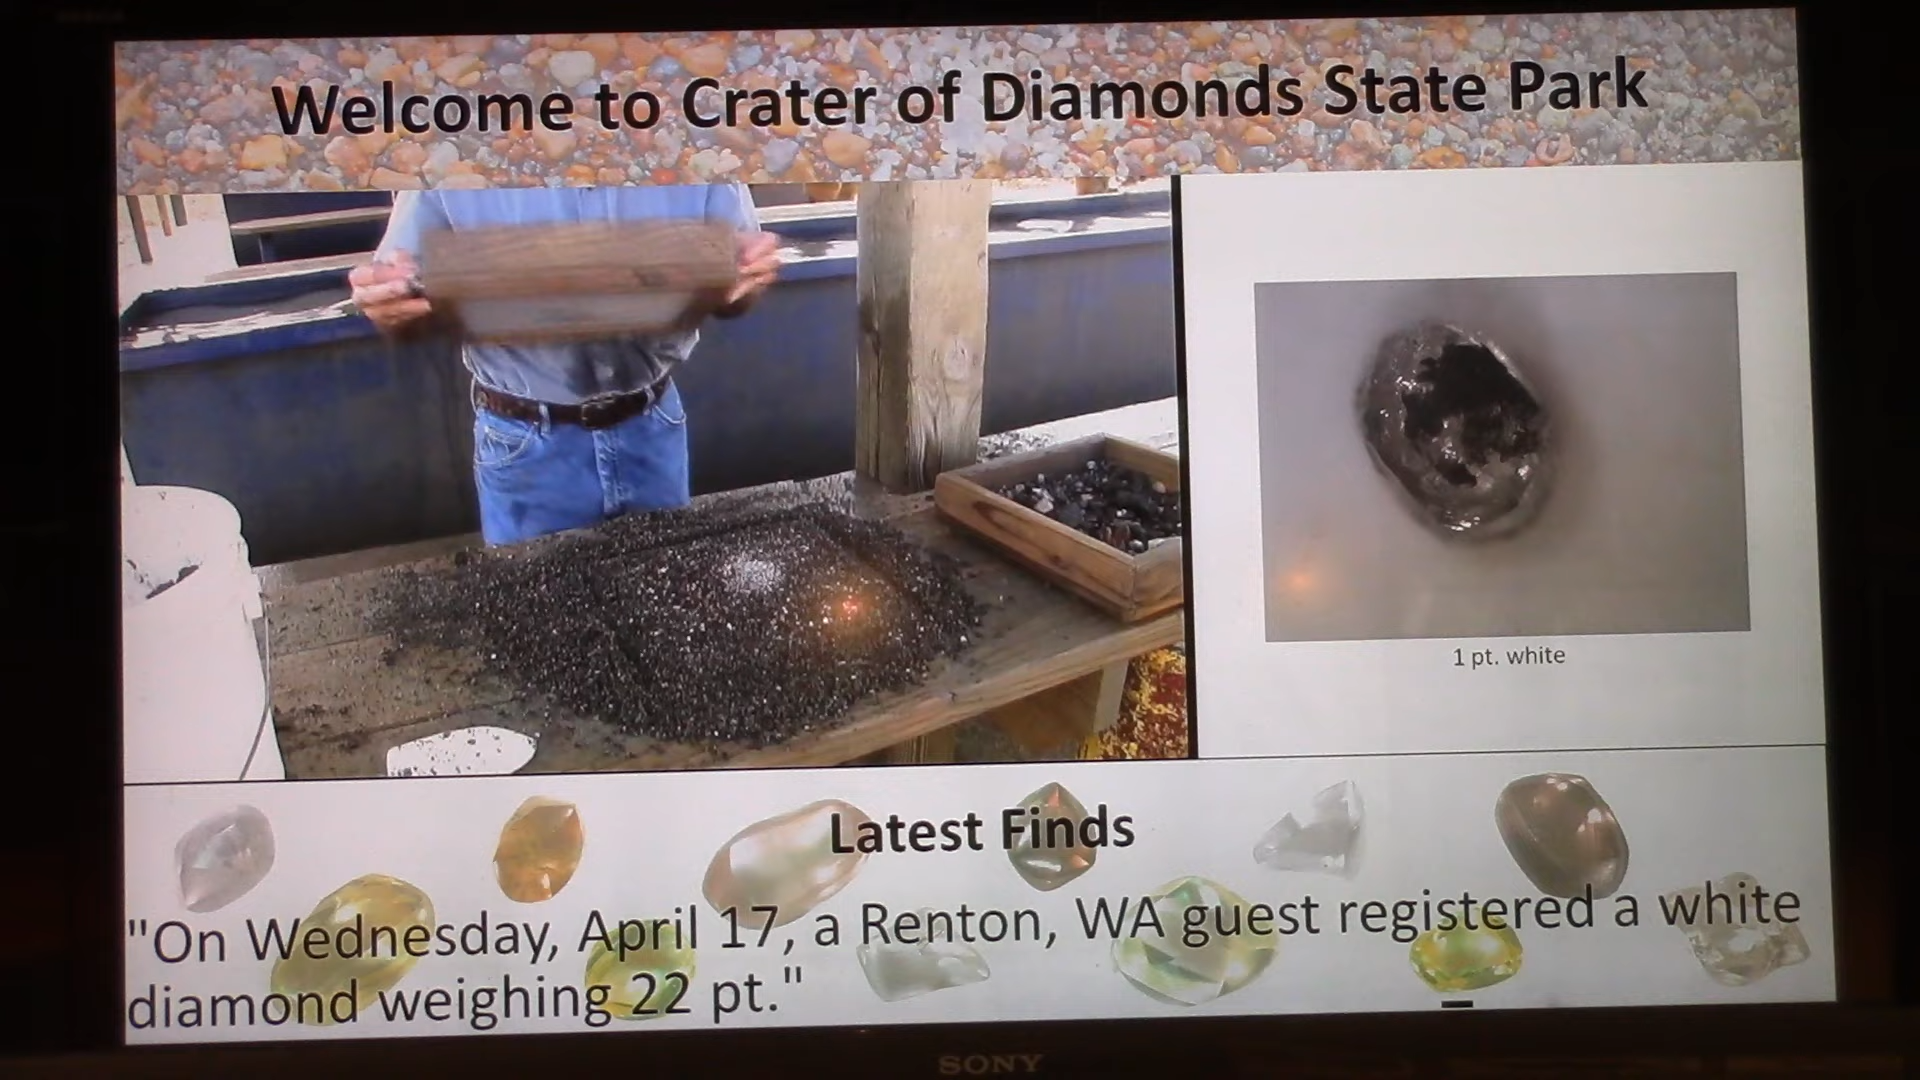 Welcome to Crater of Diamonds State Park
1 pt. white
Latest Finds
"On Wednesday, April 17, a Renton, WA guest registered a white
diamond weighing 22 pt."
SONY